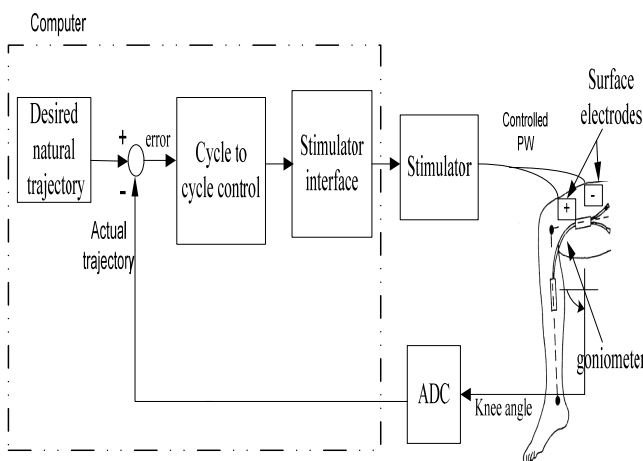 Computer
Desired
natural
trajectory
+
-
error
Actual
trajectory
Cycle to
cycle control
Stimulator
interface
Stimulator
Controlled
PW
Surface
electrodes
+
-
goniometer
ADC
Knee angle